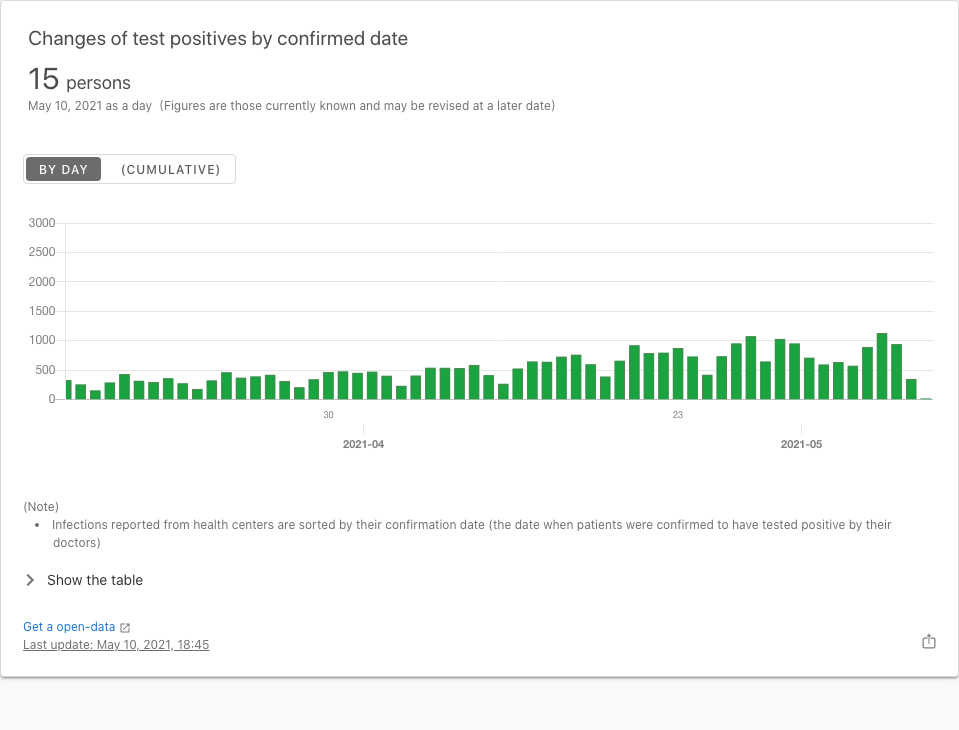 Changes of test positives by confirmed date
15 persons
May 10, 2021 as a day (Figures are those currently known and may be revised at a later date)
BY DAY (CUMULATIVE)
3000
2500
2000
1500
1000
500
0
30 23
2021-04 2021-05
(Note)
• Infections reported from health centers are sorted by their confirmation date (the date when patients were confirmed to have tested positive by their
doctors)
Show the table
Get a open-data
Last update: May 10, 2021, 18:45